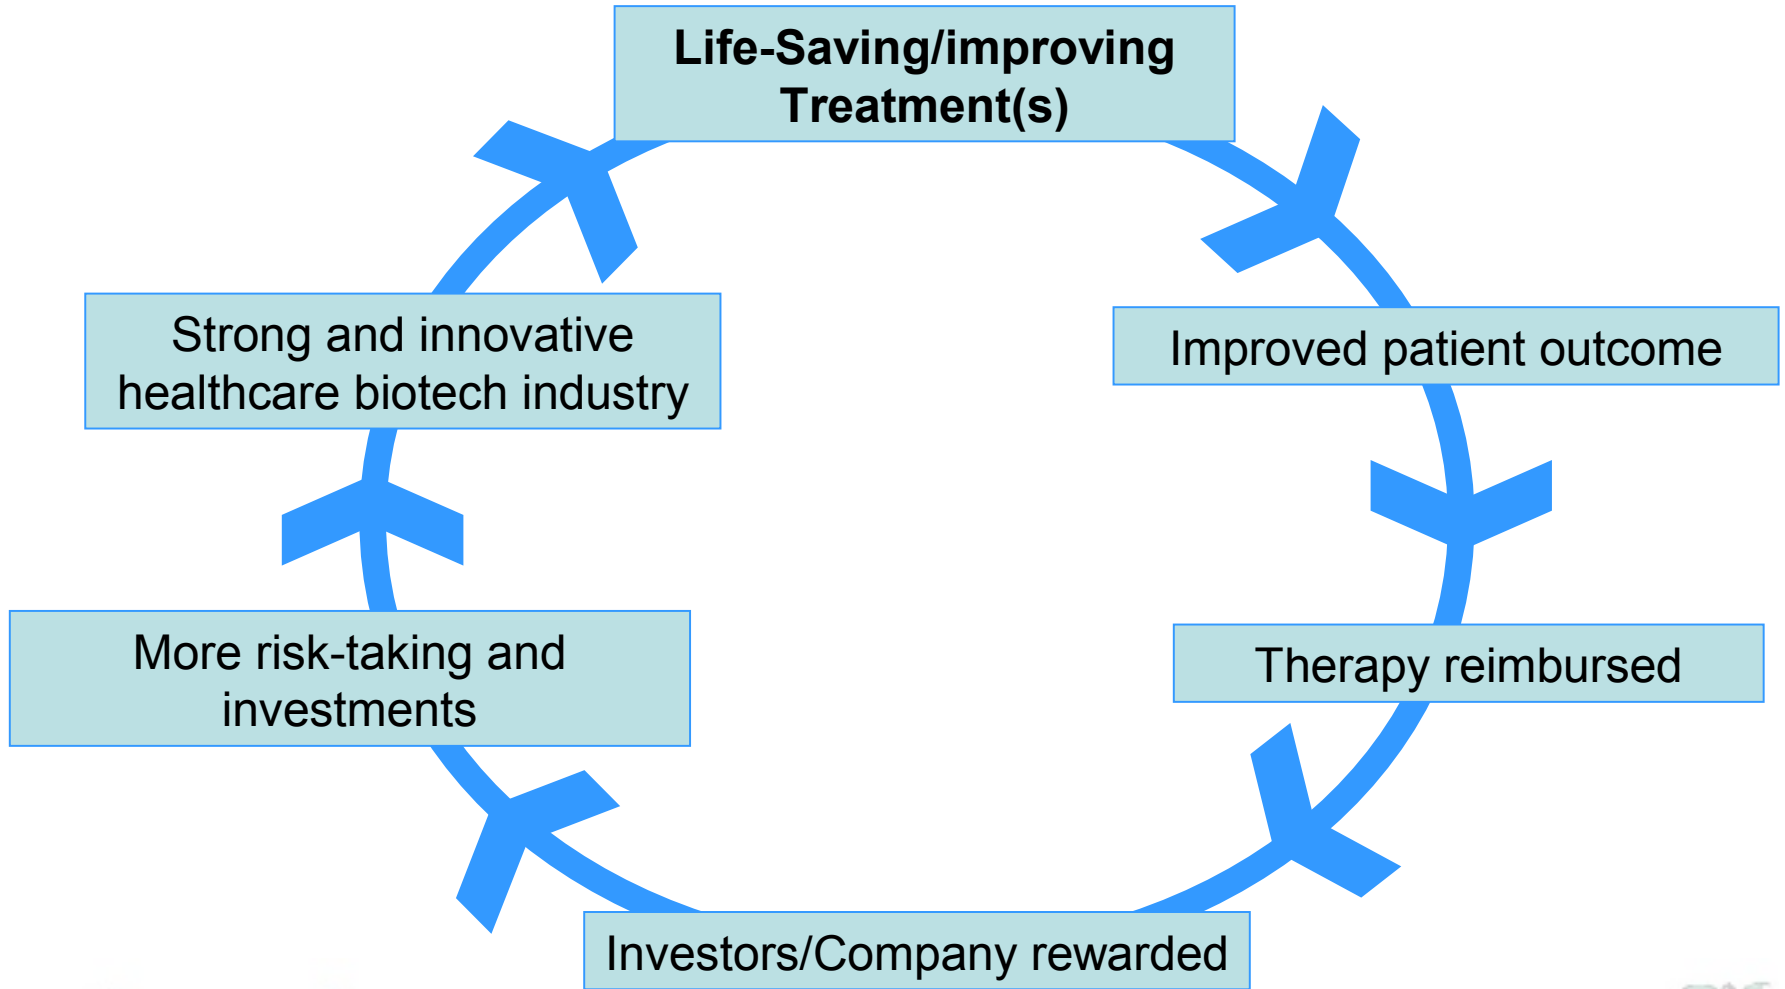 Life-Saving/improving
Treatment(s)
Improved patient outcome
Therapy reimbursed
Investors/Company rewarded
More risk-taking and
investments
Strong and innovative
healthcare biotech industry